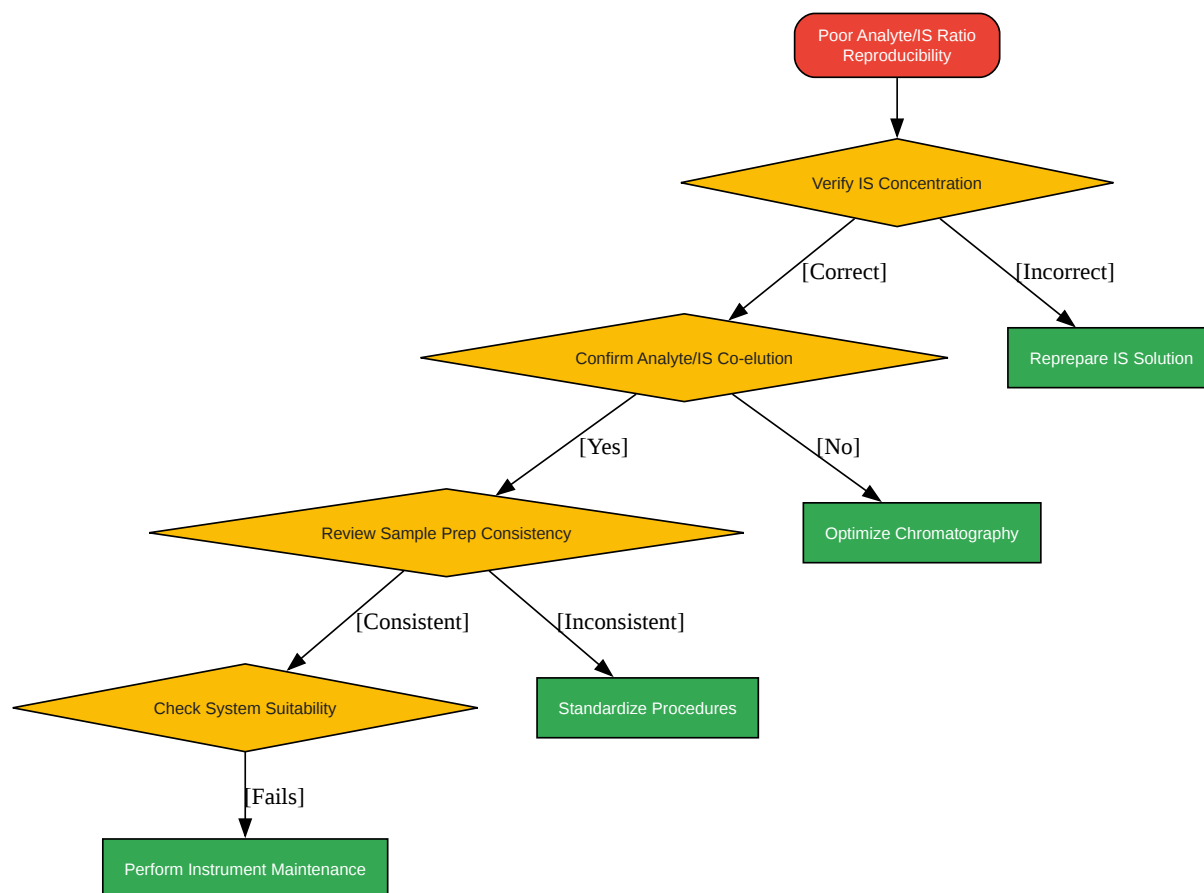 Poor Analyte/IS Ratio
Reproducibility
Verify IS Concentration
[Correct]
[Incorrect]
Confirm Analyte/IS Co-elution
Reprepare IS Solution
[Yes]
[No]
Review Sample Prep Consistency
Optimize Chromatography
[Consistent]
[Inconsistent]
Check System Suitability
Standardize Procedures
[Fails]
Perform Instrument Maintenance